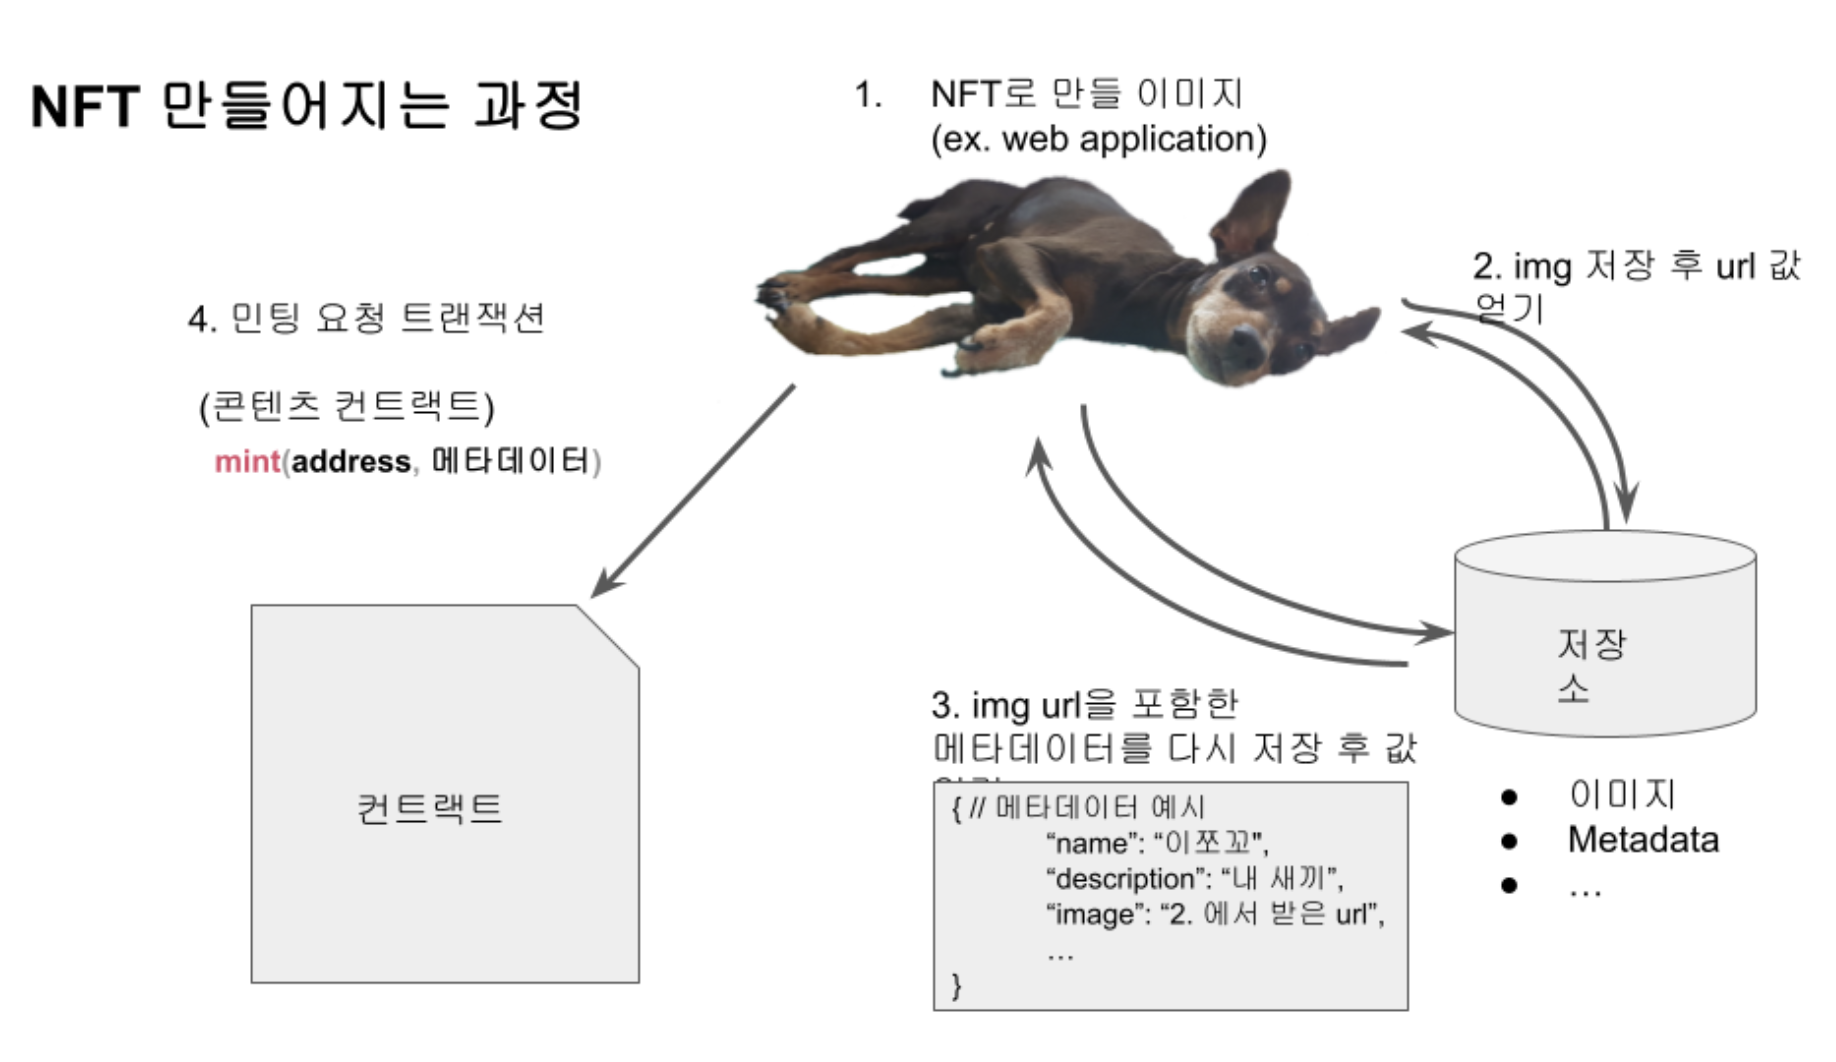 NFT 만들어지는 과정
1. NFT로 만들 이미지
(ex. web application)
2. img 저장 후 url 값
얻기
4. 민팅 요청 트랜잭션
(콘텐츠 컨트랙트)
mint(address, 메타데이터)
저장
소
3. img url을 포함한
메타데이터를 다시 저장 후 값
{ // 메타데이터 예시
“name”: “이쪼꼬",
“description”: “내 새끼”,
“image”: “2. 에서 받은 url”,
…
}
컨트랙트
● 이미지
● Metadata
● …